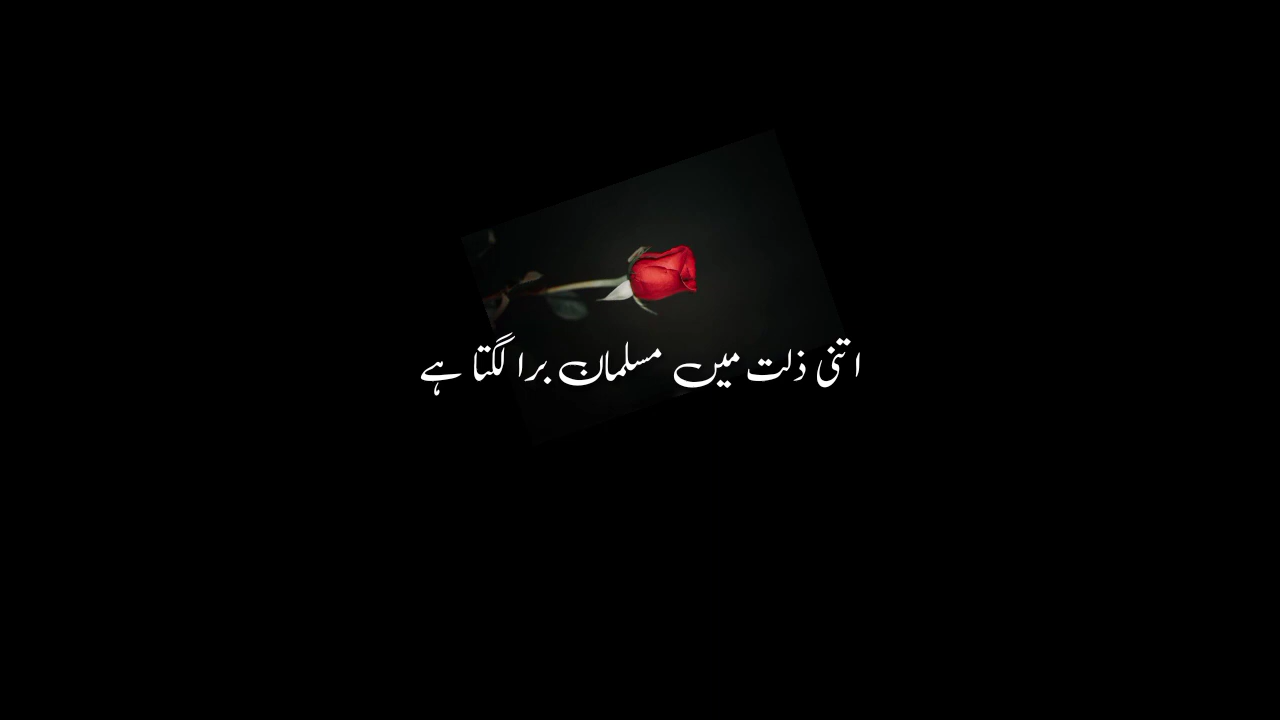 اتنی ذلت میں مسلمان برا لگتا ہے